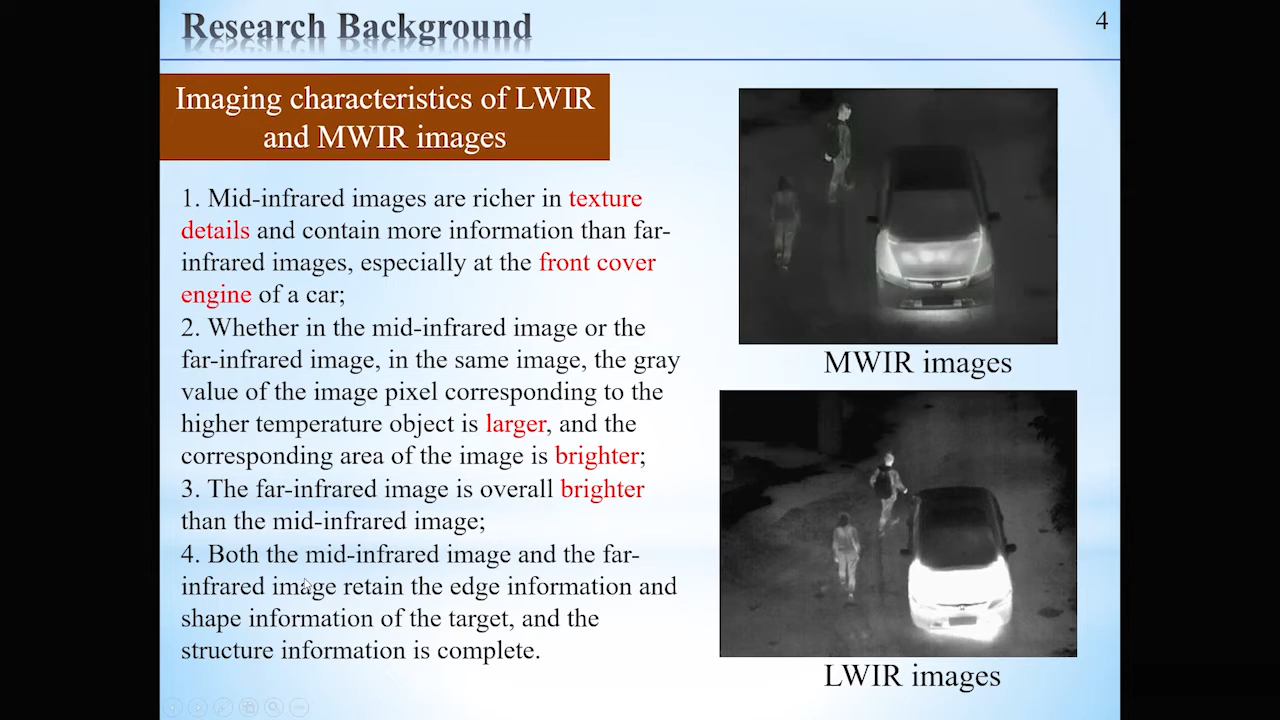 Research Background
4
Imaging characteristics of LWIR
and MWIR images
1. Mid-infrared images are richer in texture
details and contain more information than far-
infrared images, especially at the front cover
engine of a car;
2. Whether in the mid-infrared image or the
far-infrared image, in the same image, the gray
value of the image pixel corresponding to the
higher temperature object is larger, and the
corresponding area of the image is brighter;
3. The far-infrared image is overall brighter
than the mid-infrared image;
4. Both the mid-infrared image and the far-
infrared image retain the edge information and
shape information of the target, and the
structure information is complete.
MWIR images
LWIR images